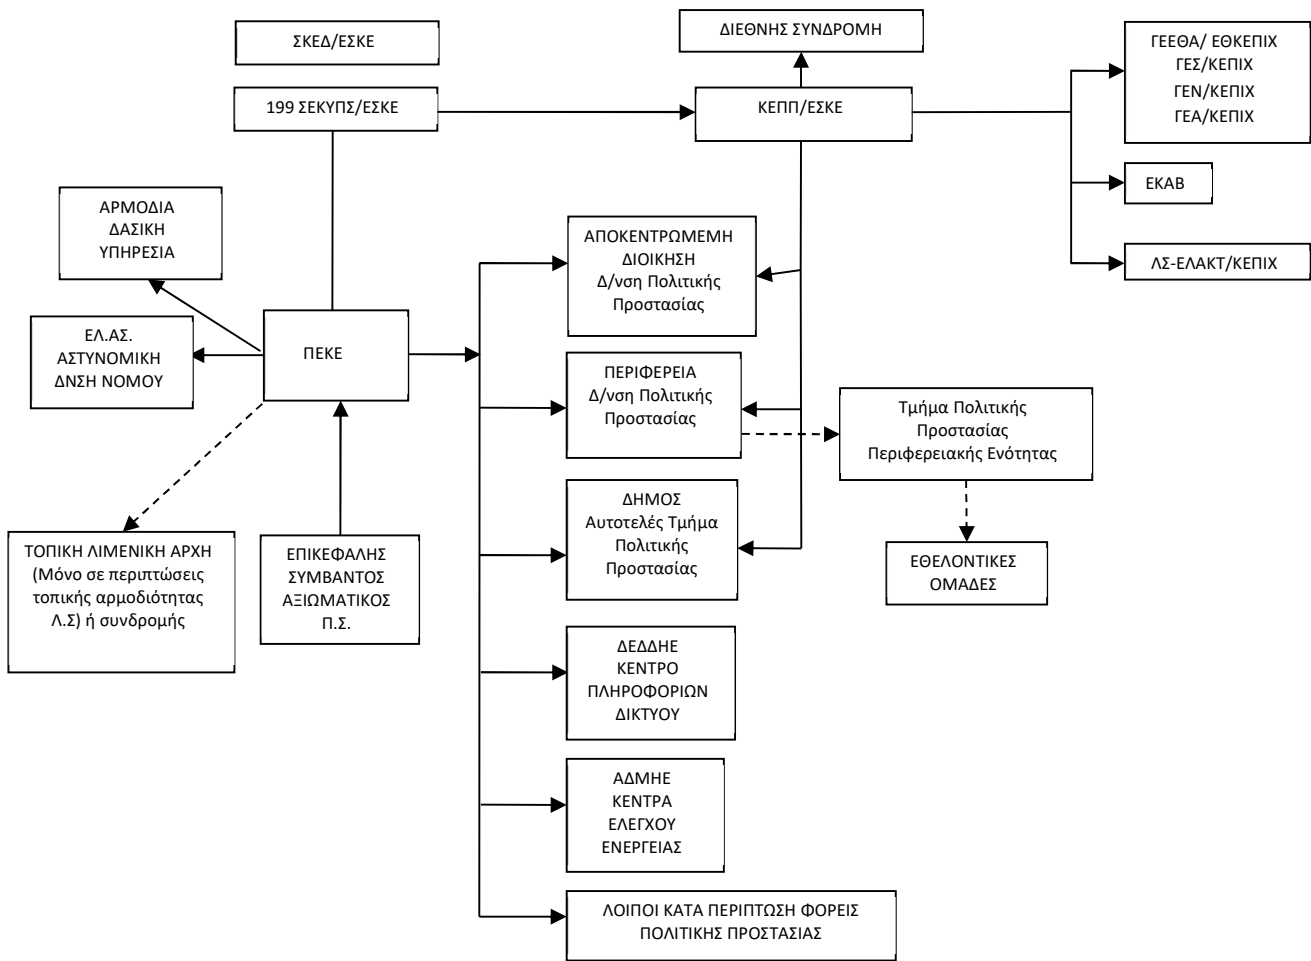 ΣΚΕΔ/ΕΣΚΕ
ΔΙΕΘΝΗΣ ΣΥΝΔΡΟΜΗ
ΓΕΕΘΑ/ ΕΘΚΕΠΙΧ
ΓΕΣ/ΚΕΠΙΧ
ΓΕΝ/ΚΕΠΙΧ
ΓΕΑ/ΚΕΠΙΧ
199 ΣΕΚΥΠΣ/ΕΣΚΕ
ΚΕΠΠ/ΕΣΚΕ
ΕΚΑΒ
ΛΣ-ΕΛΑΚΤ/ΚΕΠΙΧ
ΑΡΜΟΔΙΑ
ΔΑΣΙΚΗ
ΥΠΗΡΕΣΙΑ
ΑΠΟΚΕΝΤΡΩΜΕΜΗ
ΔΙΟΙΚΗΣΗ
Δ/νση Πολιτικής
Προστασίας
ΕΛ.ΑΣ.
ΑΣΤΥΝΟΜΙΚΗ
ΔΝΣΗ ΝΟΜΟΥ
ΠΕΚΕ
ΠΕΡΙΦΕΡΕΙΑ
Δ/νση Πολιτικής
Προστασίας
Τμήμα Πολιτικής
Προστασίας
Περιφερειακής Ενότητας
ΔΗΜΟΣ
Αυτοτελές Τμήμα
Πολιτικής
Προστασίας
ΕΘΕΛΟΝΤΙΚΕΣ
ΟΜΑΔΕΣ
ΤΟΠΙΚΗ ΛΙΜΕΝΙΚΗ ΑΡΧΗ
(Μόνο σε περιπτώσεις
τοπικής αρμοδιότητας
Λ.Σ) ή συνδρομής
ΕΠΙΚΕΦΑΛΗΣ
ΣΥΜΒΑΝΤΟΣ
ΑΞΙΩΜΑΤΙΚΟΣ
Π.Σ.
ΔΕΔΔΗΕ
ΚΕΝΤΡΟ
ΠΛΗΡΟΦΟΡΙΩΝ
ΔΙΚΤΥΟΥ
ΑΔΜΗΕ
ΚΕΝΤΡΑ
ΕΛΕΓΧΟΥ
ΕΝΕΡΓΕΙΑΣ
ΛΟΙΠΟΙ ΚΑΤΑ ΠΕΡΙΠΤΩΣΗ ΦΟΡΕΙΣ
ΠΟΛΙΤΙΚΗΣ ΠΡΟΣΤΑΣΙΑΣ